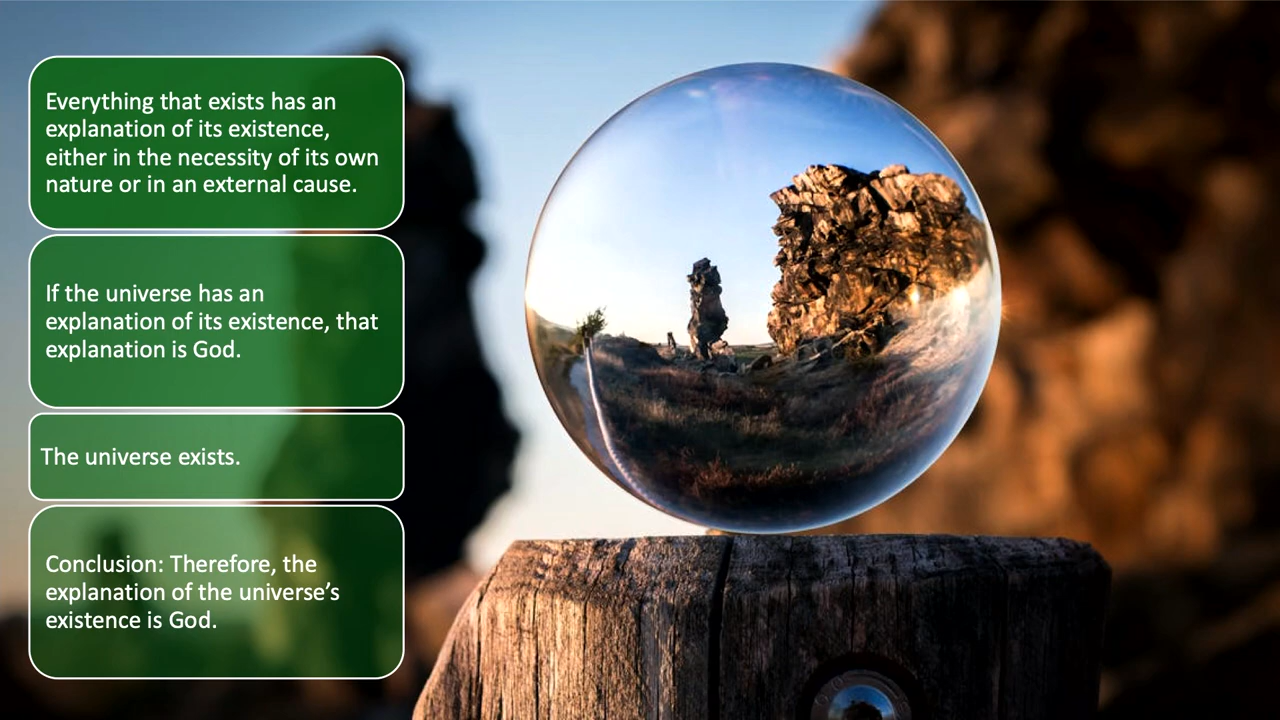 Everything that exists has an
explanation of its existence,
either in the necessity of its own
nature or in an external cause.
If the universe has an
explanation of its existence, that
explanation is God.
The universe exists.
Conclusion: Therefore, the
explanation of the universe’s
existence is God.